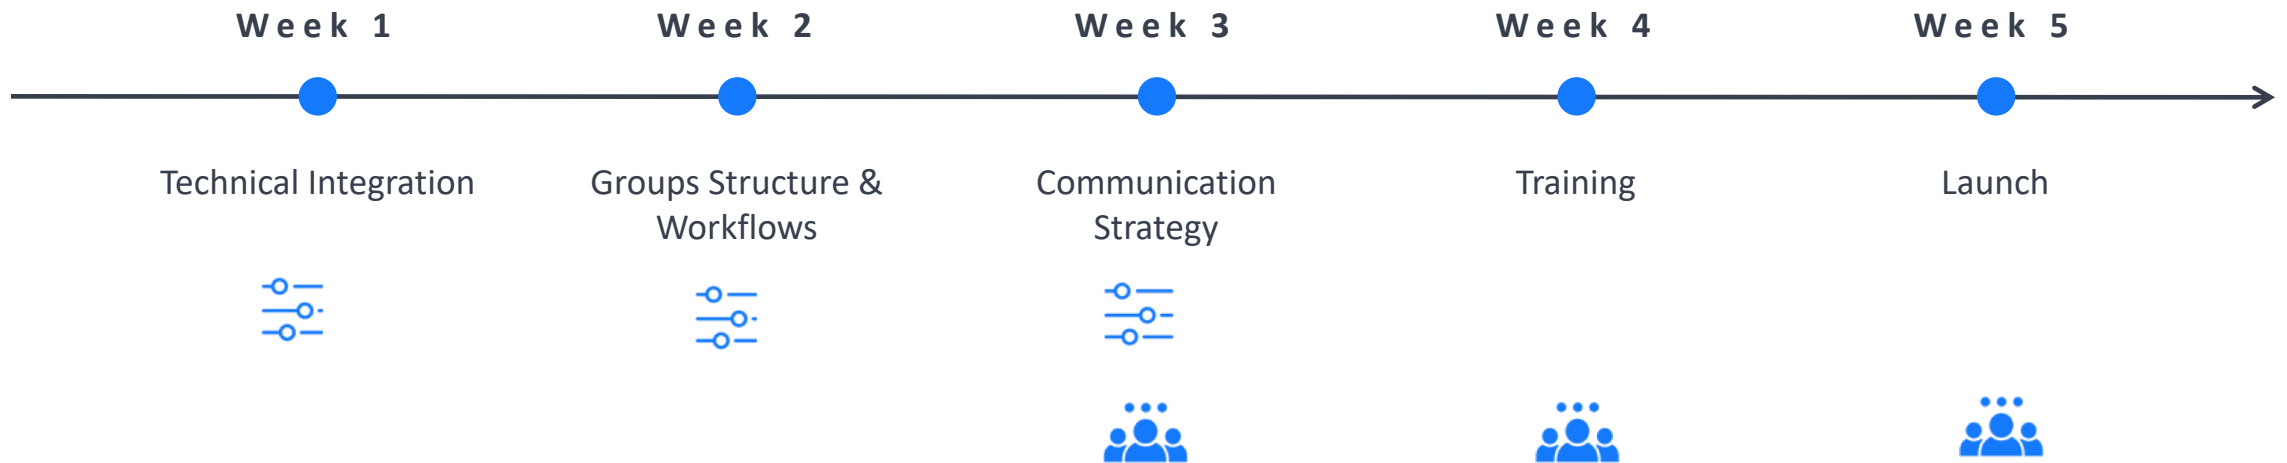 Week 1
Week 2
Week 3
Week 4
Week 5
Technical Integration
Groups Structure &
Workflows
Communication
Strategy
Training
Launch